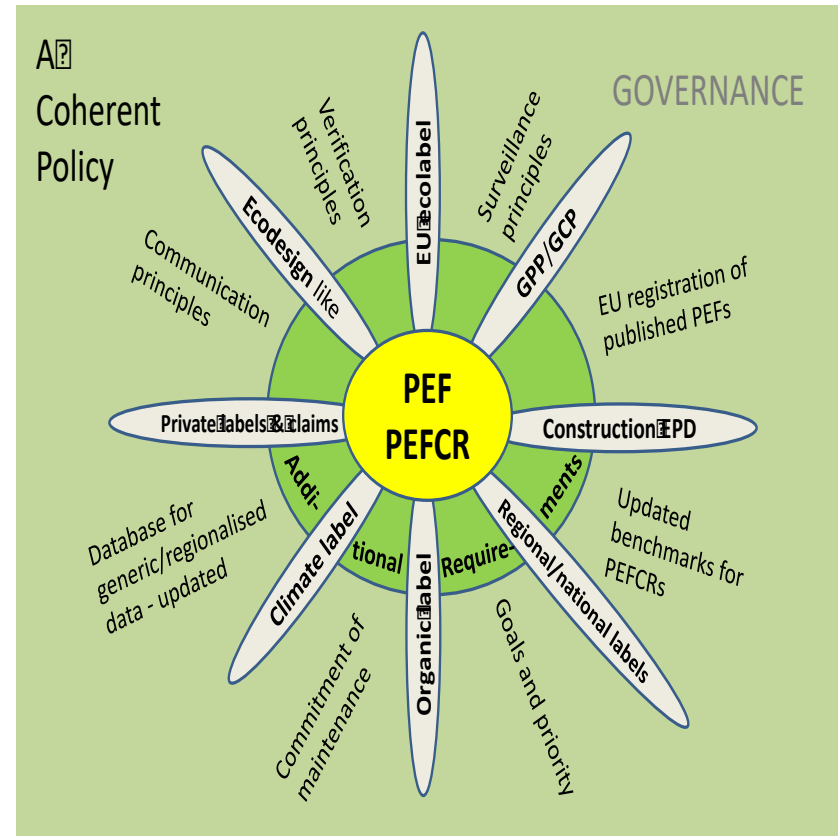 A⍰
Coherent
Policy
GOVERNANCE
Verification
principles
EU⍰ecolabel
Surveillance
principles
GPP/GCP
EU registration of
published PEFs
Construction⍰EPD
Updated
benchmarks for
PEFCRs
Regional/national labels
Goals and priority
Organic⍰label
Commitment of
maintenance
Climate label
Database for
generic/regionalised
data - updated
Private⍰labels⍰&⍰claims
Communication
principles
Ecodesign like
PEF
PEFCR
Addi-
tional
Require-
ments